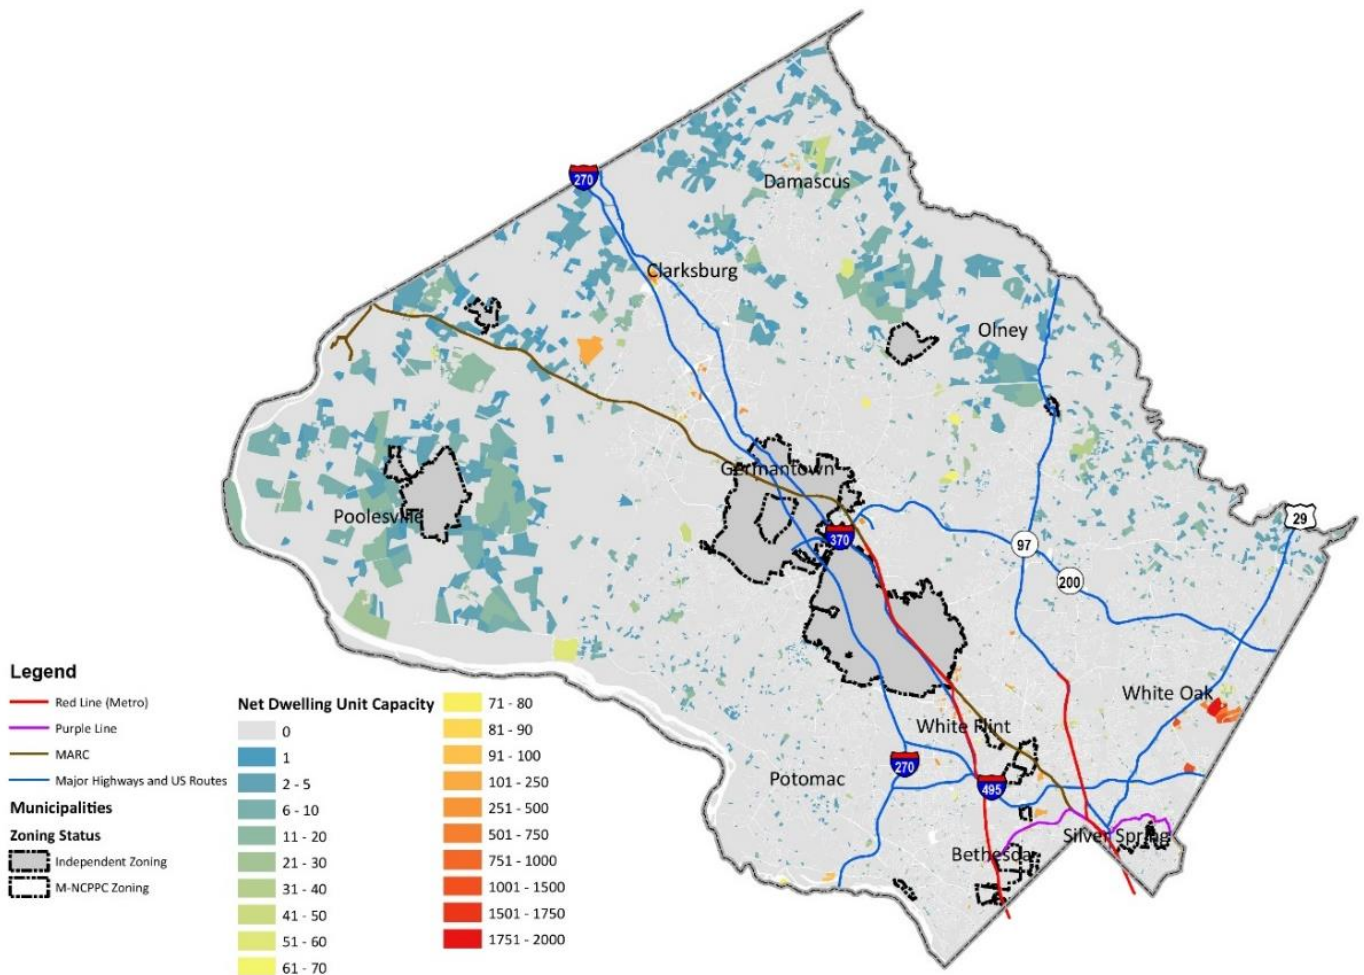 Damascus
270
Clarksburg
Olney
Germantown
Poolesville
29
370
97
200
White Oak
White Flint
270
Potomac
495
Silver Spring
Bethesda
Legend
Red Line (Metro)
Purple Line
MARC
Major Highways and US Routes
Municipalities
Zoning Status
Independent Zoning
M-NCPPC Zoning
Net Dwelling Unit Capacity
0
1
2 - 5
6 - 10
11 - 20
21 - 30
31 - 40
41 - 50
51 - 60
61 - 70
71 - 80
81 - 90
91 - 100
101 - 250
251 - 500
501 - 750
751 - 1000
1001 - 1500
1501 - 1750
1751 - 2000